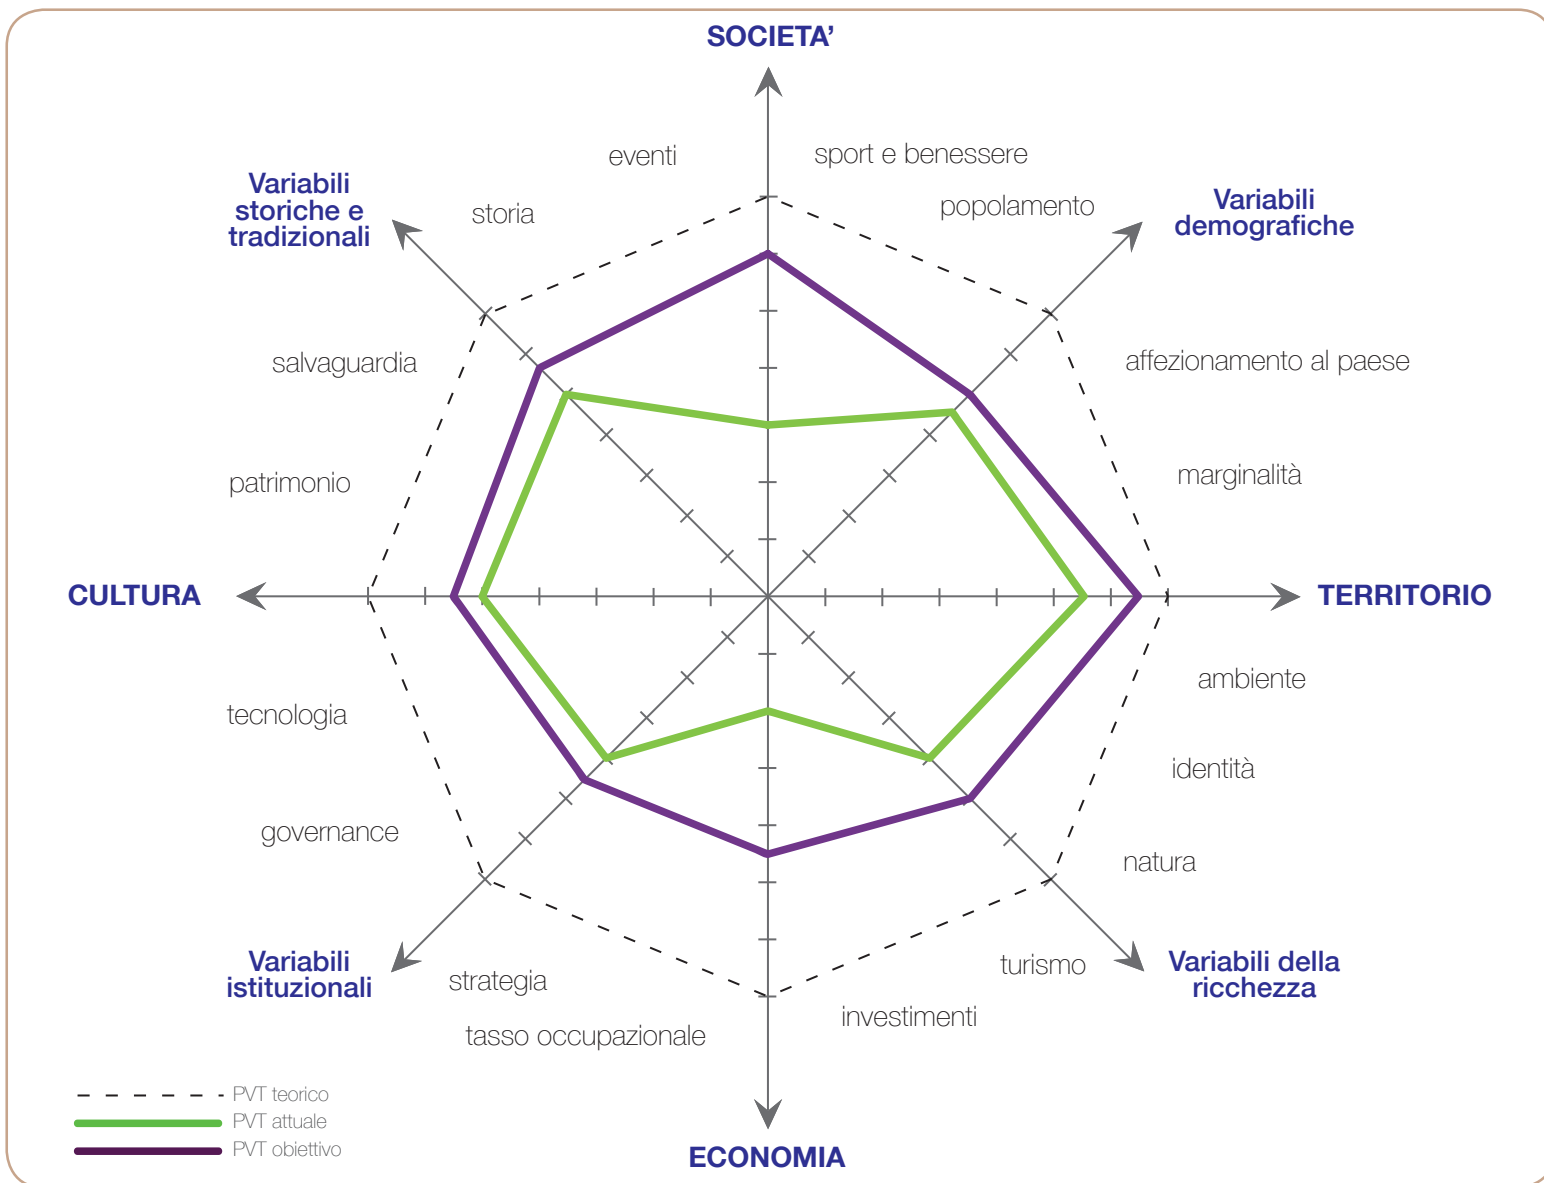 SOCIETA’
eventi
sport e benessere
Variabili
storiche e
tradizionali
storia
popolamento
Variabili
demografiche
salvaguardia
affezionamento al paese
patrimonio
marginalità
CULTURA
TERRITORIO
ambiente
tecnologia
identità
governance
natura
Variabili
istituzionali
strategia
turismo
Variabili della
ricchezza
tasso occupazionale
investimenti
PVT teorico
PVT attuale
PVT obiettivo
ECONOMIA